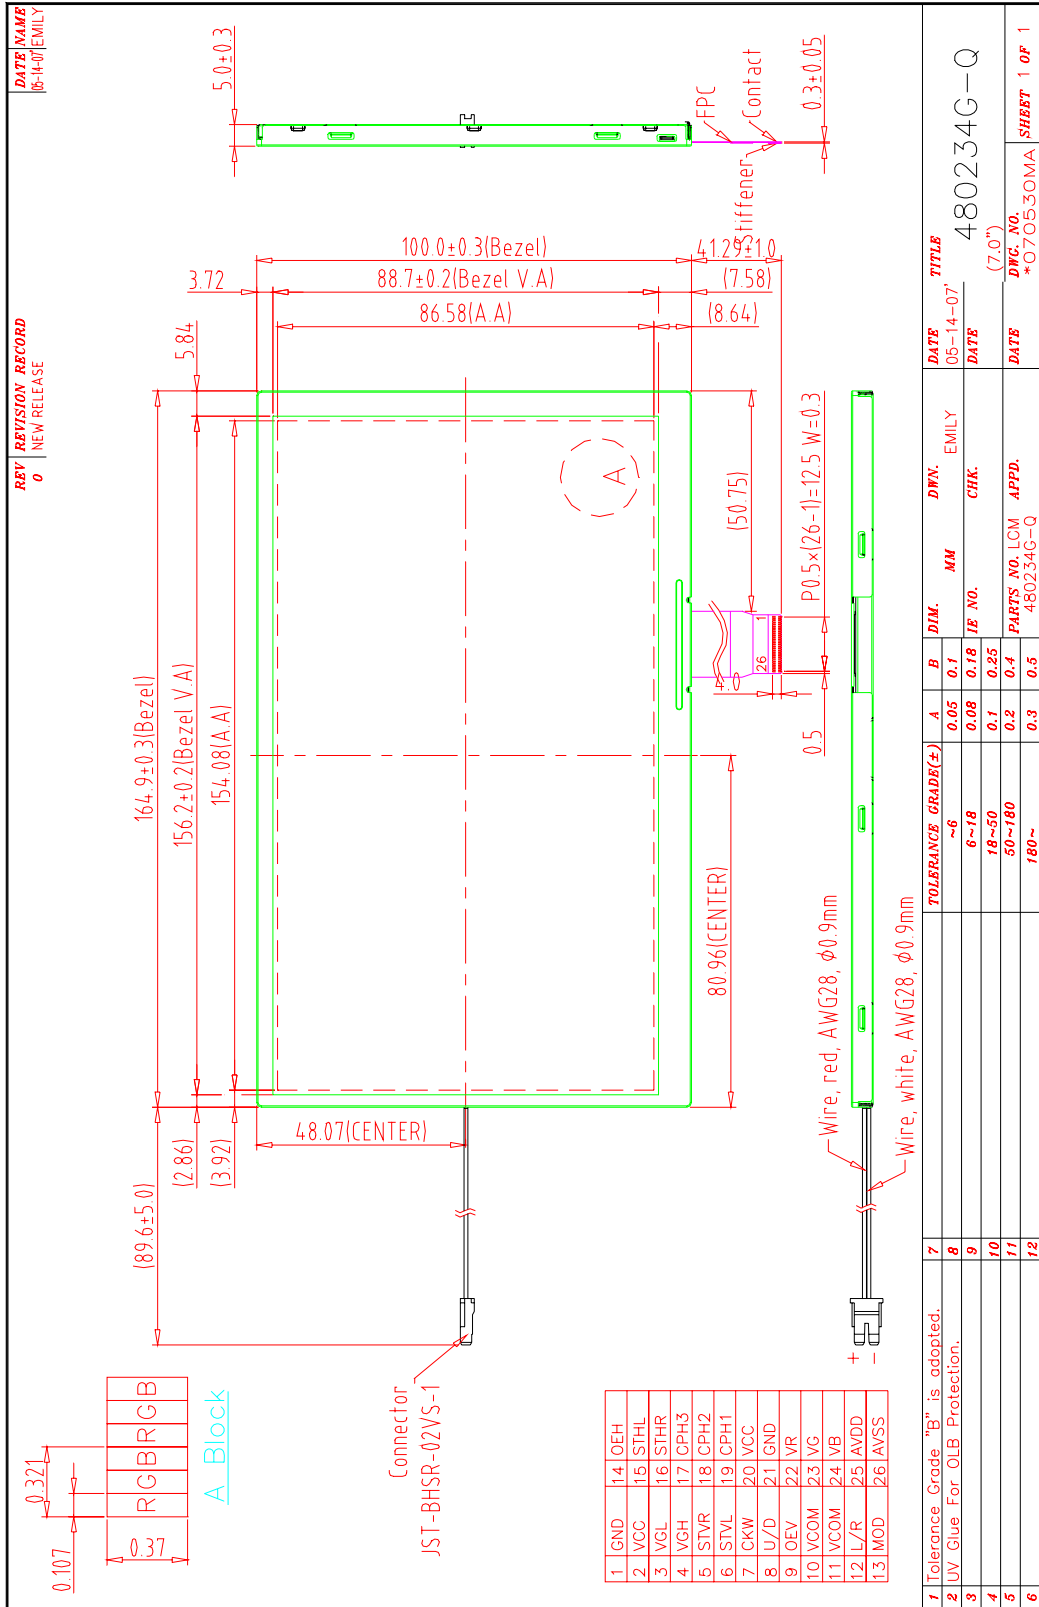 REV REVISION RECORD DATE NAME
0 NEW RELEASE 05-14-07' EMILY
5.0±0.3
FPC
Contact
Stiffener
0.3±0.05
100.0±0.3(Bezel)
41.29±1.0
3.72
88.7±0.2(Bezel V.A)
(7.58)
86.58(A.A)
(8.64)
5.84
164.9±0.3(Bezel)
156.2±0.2(Bezel V.A)
154.08(A.A)
A
(50.75)
P0.5x(26-1)=12.5 W=0.3
26 1
4.0
0.5
80.96(CENTER)
48.07(CENTER)
(2.86)
(3.92)
(89.6±5.0)
Connector
JST-BHSR-02VS-1
Wire, red, AWG28, ϕ0.9mm
Wire, white, AWG28, ϕ0.9mm
+
-
0.321
0.107
R G B R G B
0.37
A Block
1 GND 14 OEH
2 VCC 15 STHL
3 VGL 16 STHR
4 VGH 17 CPH3
5 STVR 18 CPH2
6 STVL 19 CPH1
7 CKW 20 VCC
8 U/D 21 GND
9 OEV 22 VR
10 VCOM 23 VG
11 VCOM 24 VB
12 L/R 25 AVDD
13 MOD 26 AVSS
1 Tolerance Grade "B" is adopted.
2 UV Glue For OLB Protection.
3
4
5
6
7
8
9
10
11
12
TOLERANCE GRADE(±) A B
~6 0.05 0.1
6~18 0.08 0.18
18~50 0.1 0.25
50~180 0.2 0.4
180~ 0.3 0.5
DIM. MM
IE NO.
PARTS NO. LCM
480234G-Q
DWN. EMILY
DATE 05-14-07'
CHK. DATE
APPD. DATE
TITLE
480234G-Q
(7.0")
DWG. NO.
*070530MA
SHEET 1 OF 1